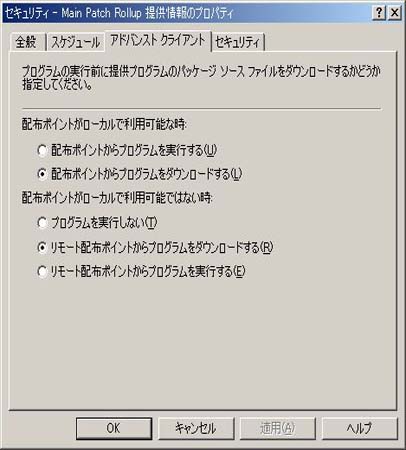 セキュリティ - Main Patch Rollup 提供情報のプロパティ
全般 スケジュール アドバンスト クライアント セキュリティ
プログラムの実行前に提供プログラムのパッケージ ソース ファイルをダウンロードするかどうか
指定してください。
配布ポイントがローカルで利用可能な時:
配布ポイントからプログラムを実行する(U)
配布ポイントからプログラムをダウンロードする(L)
配布ポイントがローカルで利用可能ではない時:
プログラムを実行しない(T)
リモート配布ポイントからプログラムをダウンロードする(R)
リモート配布ポイントからプログラムを実行する(E)
OK キャンセル 適用(A) ヘルプ